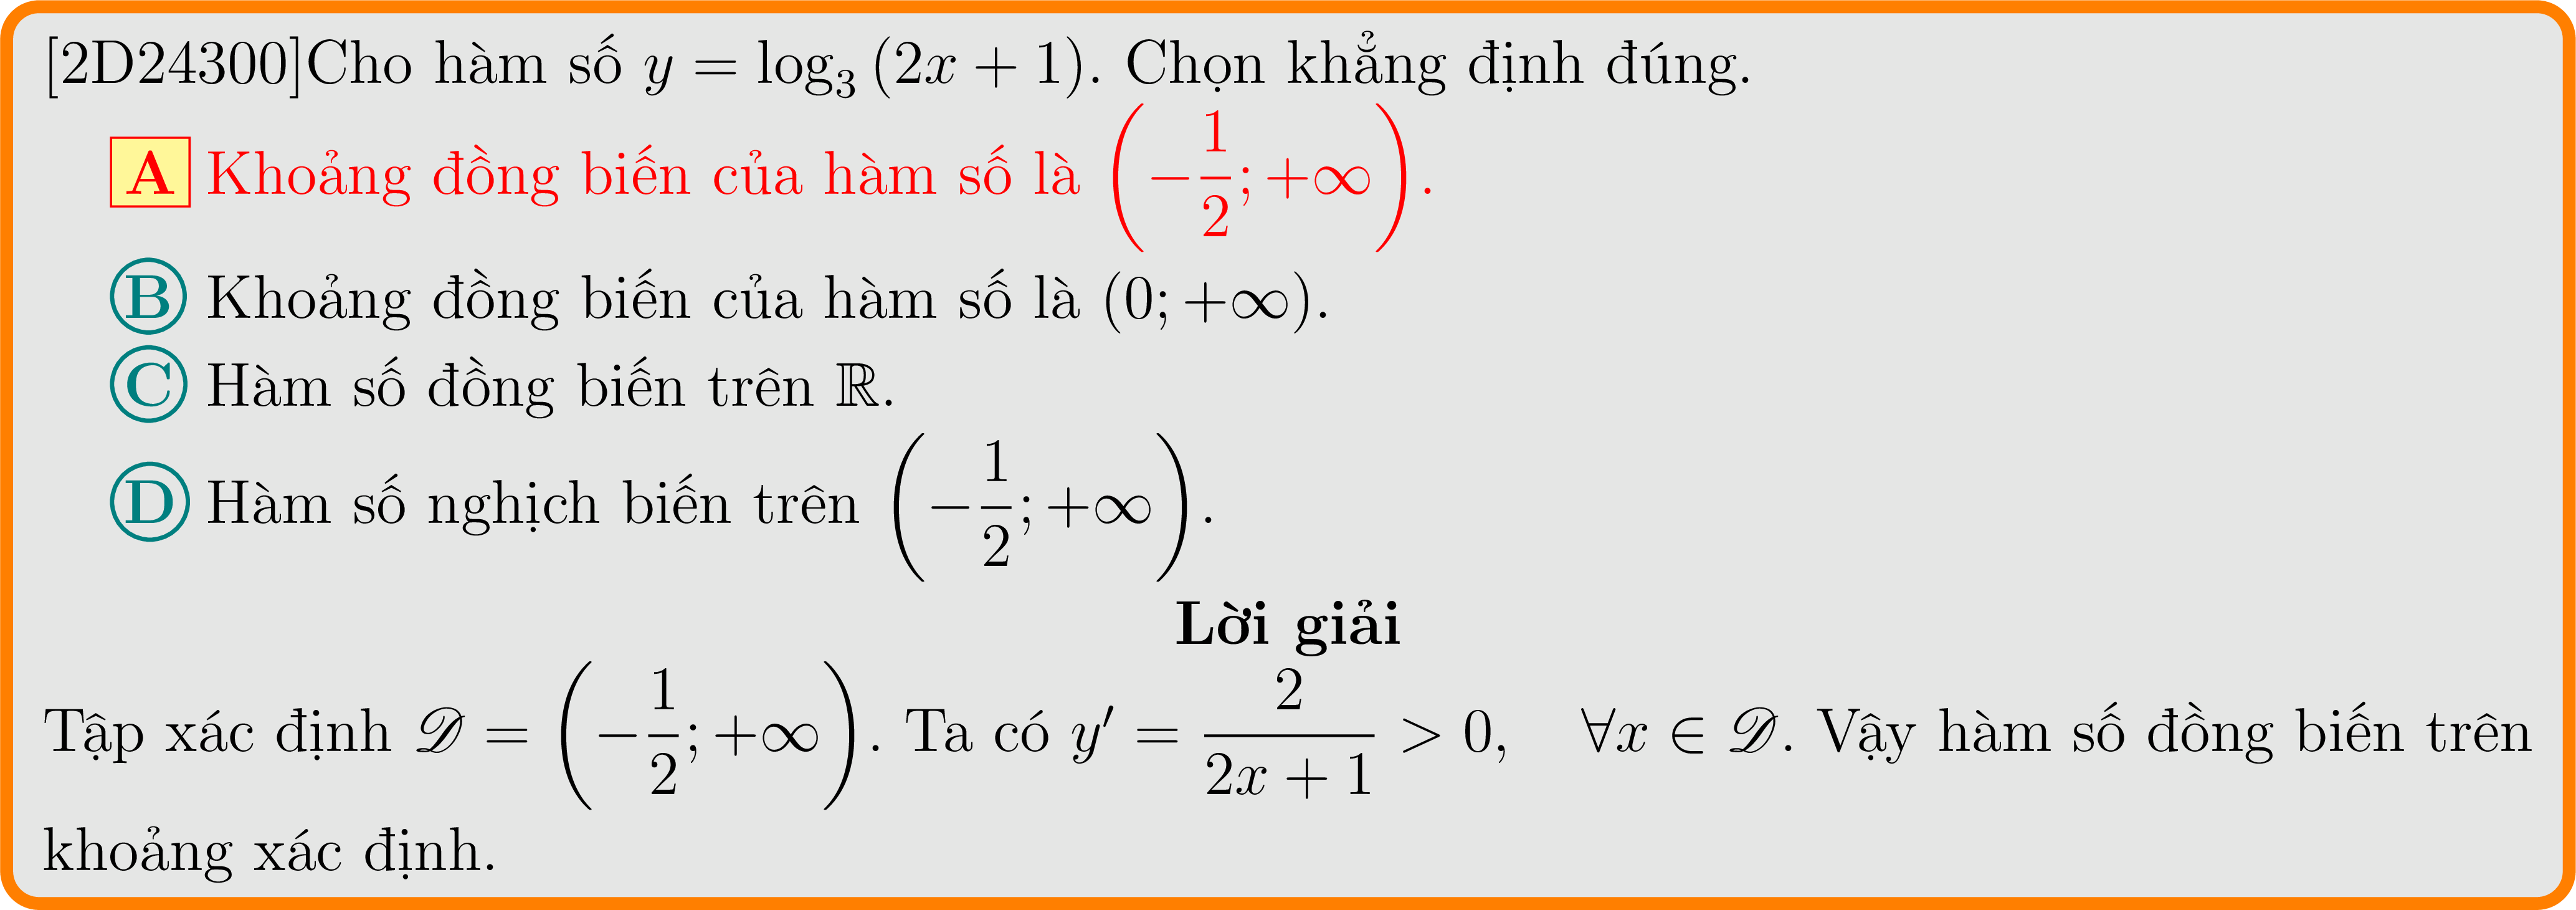 [2D24300]Cho hàm số $y = \log_3 (2x + 1)$. Chọn khẳng định đúng.
A Khoảng đồng biến của hàm số là $\left(-\frac{1}{2}; +\infty\right)$.
B Khoảng đồng biến của hàm số là $(0; +\infty)$.
C Hàm số đồng biến trên $\mathbb{R}$.
D Hàm số nghịch biến trên $\left(-\frac{1}{2}; +\infty\right)$.
Lời giải
Tập xác định $\mathscr{D} = \left(-\frac{1}{2}; +\infty\right)$. Ta có $y' = \frac{2}{2x + 1} > 0, \quad \forall x \in \mathscr{D}$. Vậy hàm số đồng biến trên
khoảng xác định.